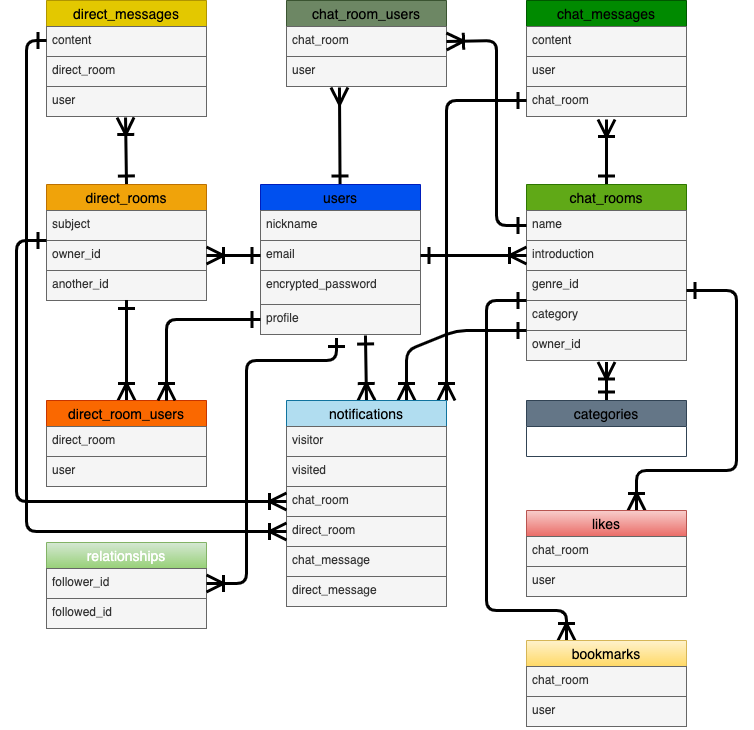 direct_messages
content
direct_room
user
chat_room_users
chat_room
user
chat_messages
content
user
chat_room
direct_rooms
subject
owner_id
another_id
users
nickname
email
encrypted_password
profile
chat_rooms
name
introduction
genre_id
category
owner_id
direct_room_users
direct_room
user
notifications
visitor
visited
chat_room
direct_room
chat_message
direct_message
categories
relationships
follower_id
followed_id
likes
chat_room
user
bookmarks
chat_room
user